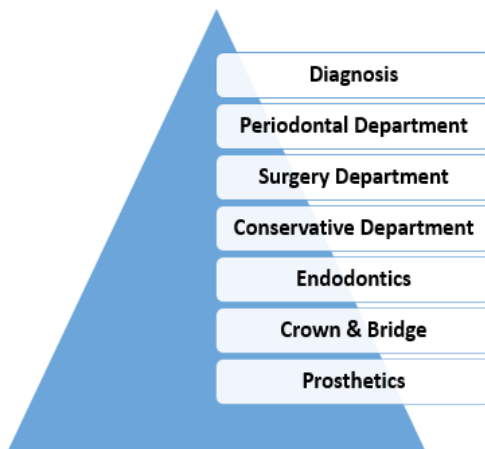 Diagnosis
Periodontal Department
Surgery Department
Conservative Department
Endodontics
Crown & Bridge
Prosthetics